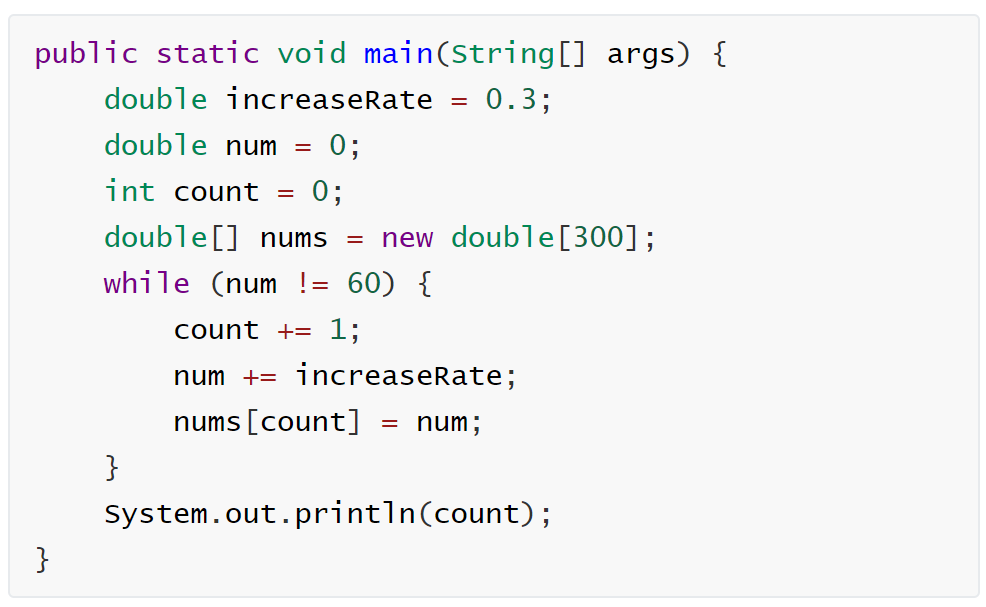 public static void main(String[] args) {
    double increaseRate = 0.3;
    double num = 0;
    int count = 0;
    double[] nums = new double[300];
    while (num != 60) {
        count += 1;
        num += increaseRate;
        nums[count] = num;
    }
    System.out.println(count);
}